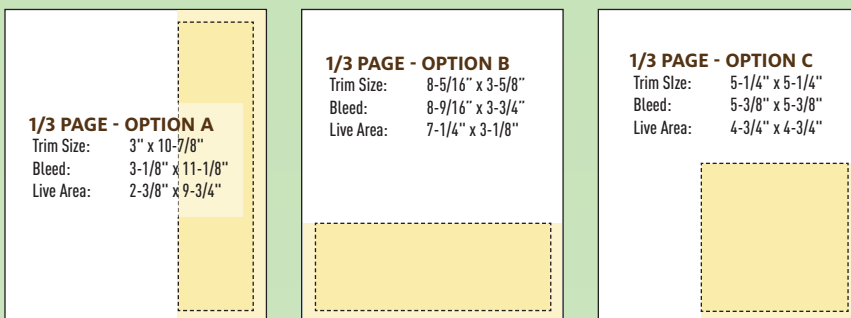 1/3 PAGE - OPTION A
Trim Size: 3" x 10-7/8"
Bleed: 3-1/8" x 11-1/8"
Live Area: 2-3/8" x 9-3/4"
1/3 PAGE - OPTION B
Trim Size: 8-5/16” x 3-5/8”
Bleed: 8-9/16” x 3-3/4”
Live Area: 7-1/4" x 3-1/8"
1/3 PAGE - OPTION C
Trim SIze: 5-1/4" x 5-1/4"
Bleed: 5-3/8" x 5-3/8"
Live Area: 4-3/4" x 4-3/4"